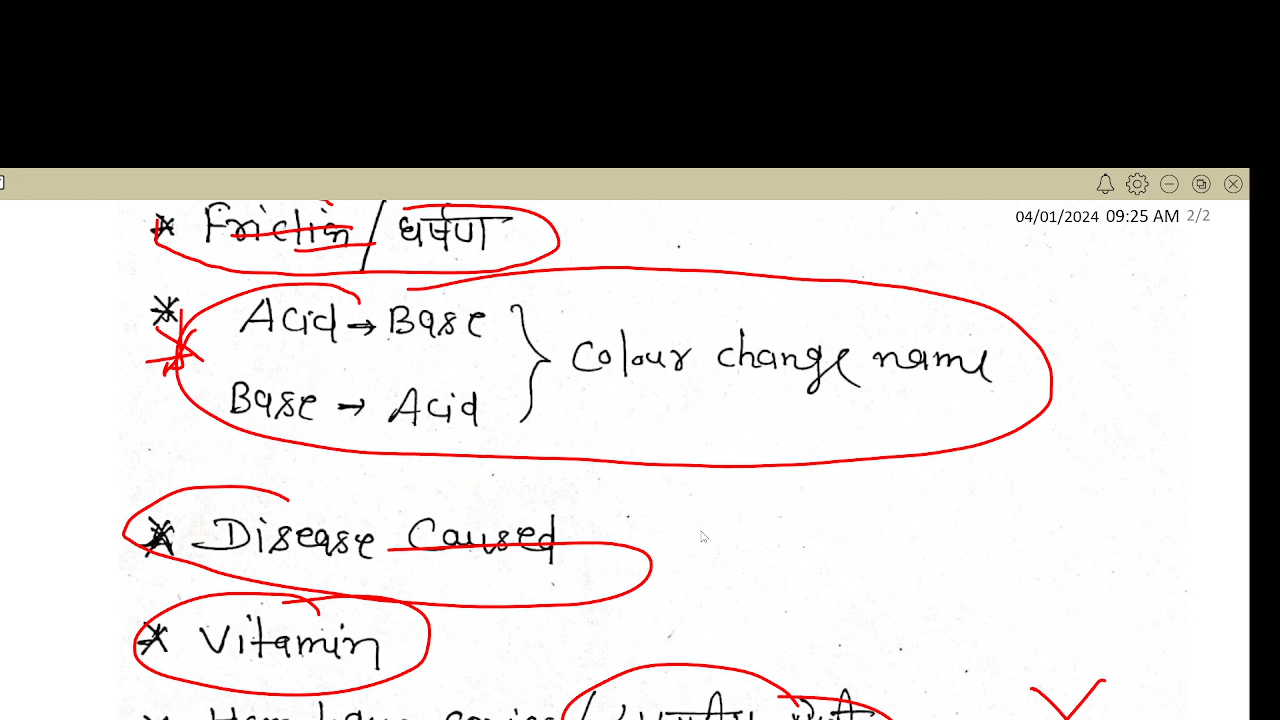 04/01/2024 09:25 AM 2/2
* Friction / घर्षण
* Acid → Base
Base → Acid } Colour change name
* Disease Caused
* Vitamin